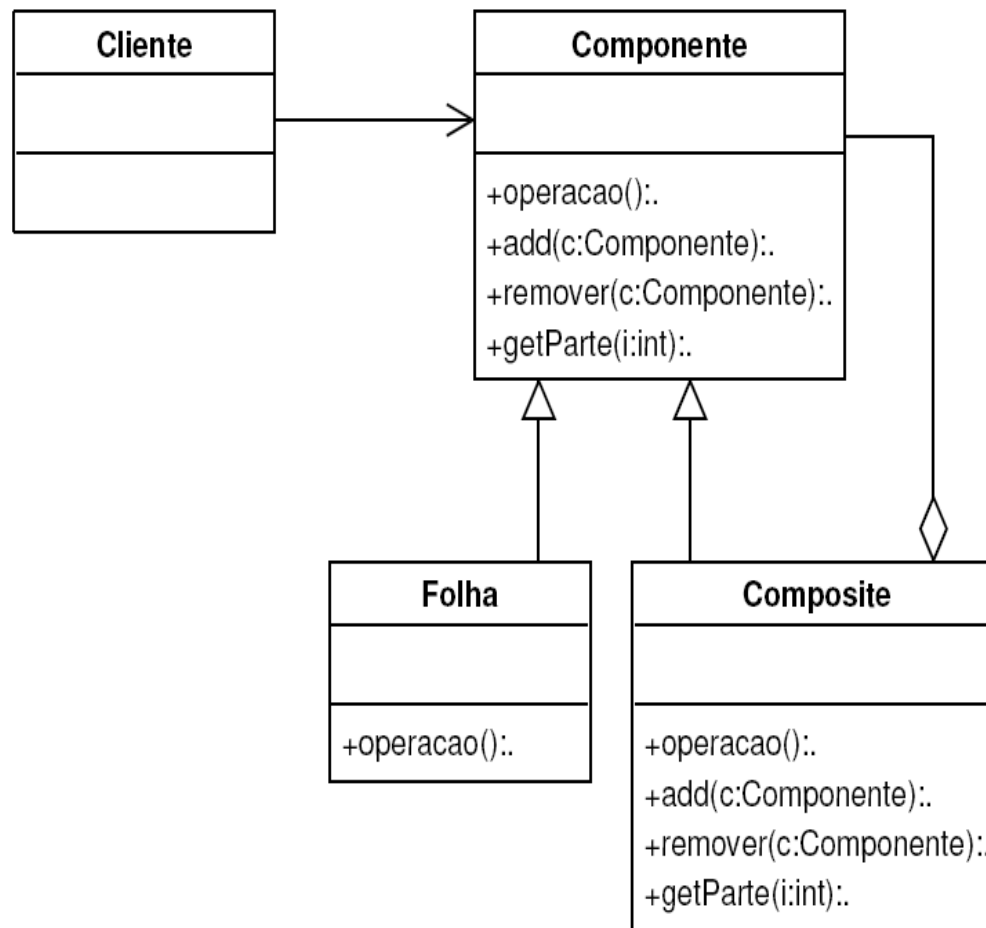 Cliente
Componente
+operacao():.
+add(c:Componente):.
+remover(c:Componente):.
+getParte(i:int):.
Folha
+operacao():.
Composite
+operacao():.
+add(c:Componente):.
+remover(c:Componente):.
+getParte(i:int):.